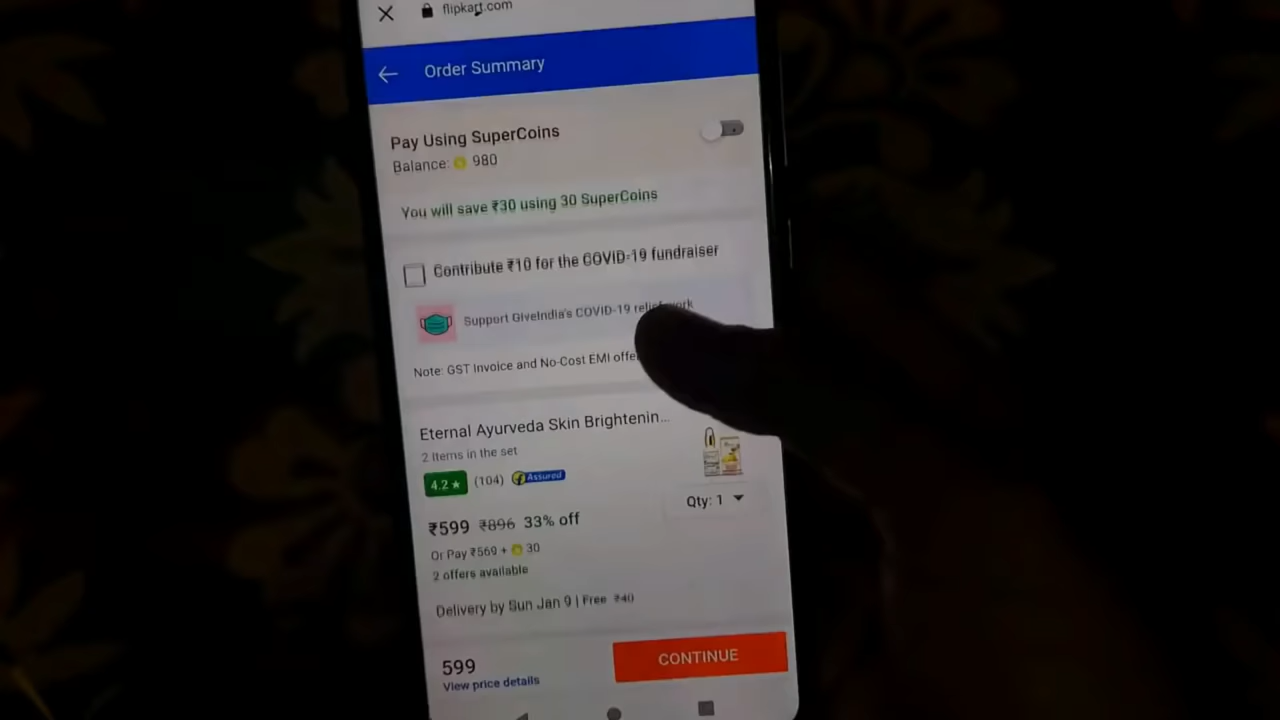 flipkart.com
Order Summary
Pay Using SuperCoins
Balance: 980
You will save ₹30 using 30 SuperCoins
Contribute ₹10 for the COVID-19 fundraiser
Support GiveIndia's COVID-19 relief work
Note: GST Invoice and No-Cost EMI offe
Eternal Ayurveda Skin Brightenin...
2 Items in the set
4.2 ★ (104) Assured
Qty: 1
₹599 ₹896 33% off
Or Pay ₹569 + 30
2 offers available
Delivery by Sun Jan 9 | Free ₹40
599
View price details
CONTINUE